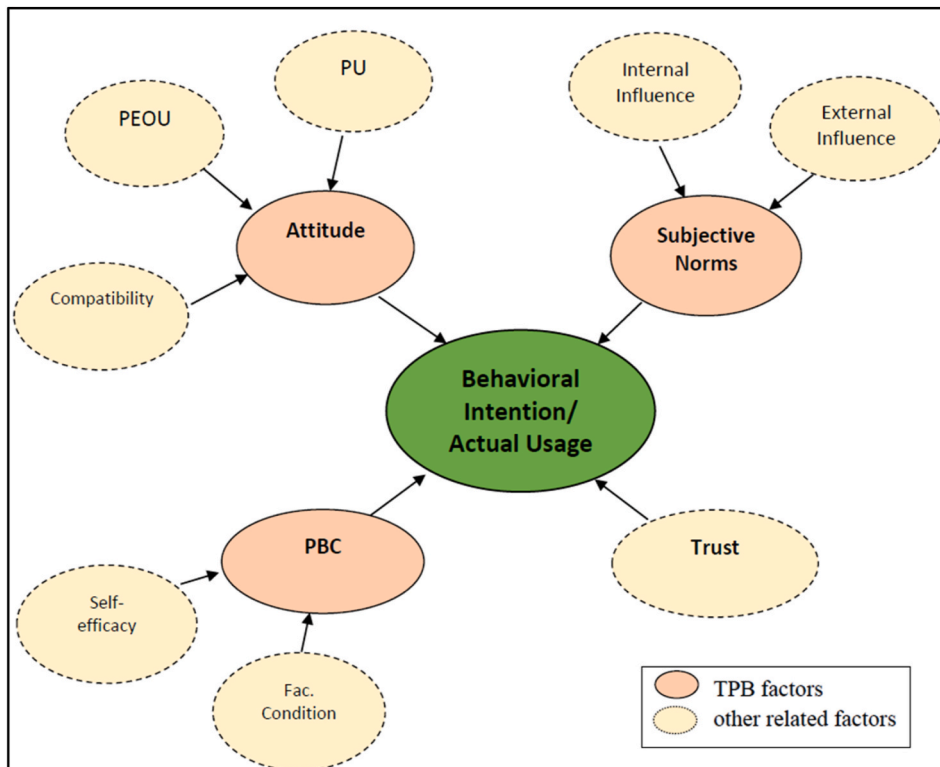 PU
PEOU
Internal
Influence
External
Influence
Attitude
Subjective
Norms
Compatibility
Behavioral
Intention/
Actual Usage
PBC
Trust
Self-
efficacy
Fac.
Condition
TPB factors
other related factors